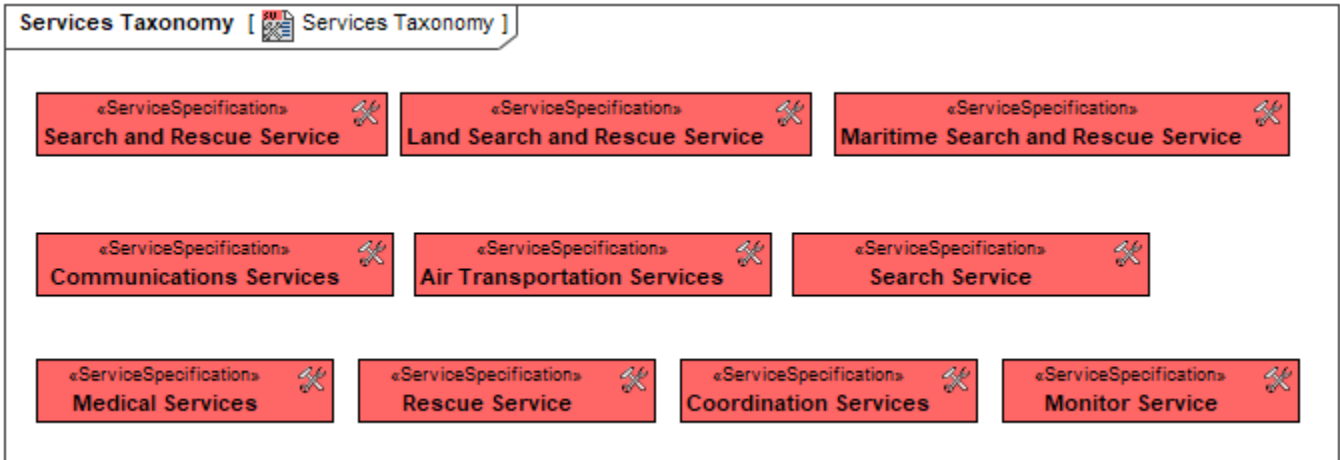 Services Taxonomy [ SV Services Taxonomy ]
«ServiceSpecification»
Search and Rescue Service
«ServiceSpecification»
Land Search and Rescue Service
«ServiceSpecification»
Maritime Search and Rescue Service
«ServiceSpecification»
Communications Services
«ServiceSpecification»
Air Transportation Services
«ServiceSpecification»
Search Service
«ServiceSpecification»
Medical Services
«ServiceSpecification»
Rescue Service
«ServiceSpecification»
Coordination Services
«ServiceSpecification»
Monitor Service